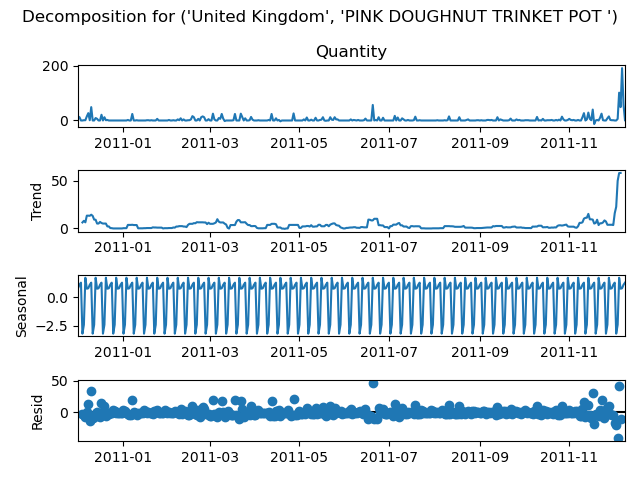 Decomposition for ('United Kingdom', 'PINK DOUGHNUT TRINKET POT ')
Quantity
200
0
2011-01 2011-03 2011-05 2011-07 2011-09 2011-11
Trend
50
0
2011-01 2011-03 2011-05 2011-07 2011-09 2011-11
Seasonal
0.0
−2.5
2011-01 2011-03 2011-05 2011-07 2011-09 2011-11
Resid
50
0
2011-01 2011-03 2011-05 2011-07 2011-09 2011-11